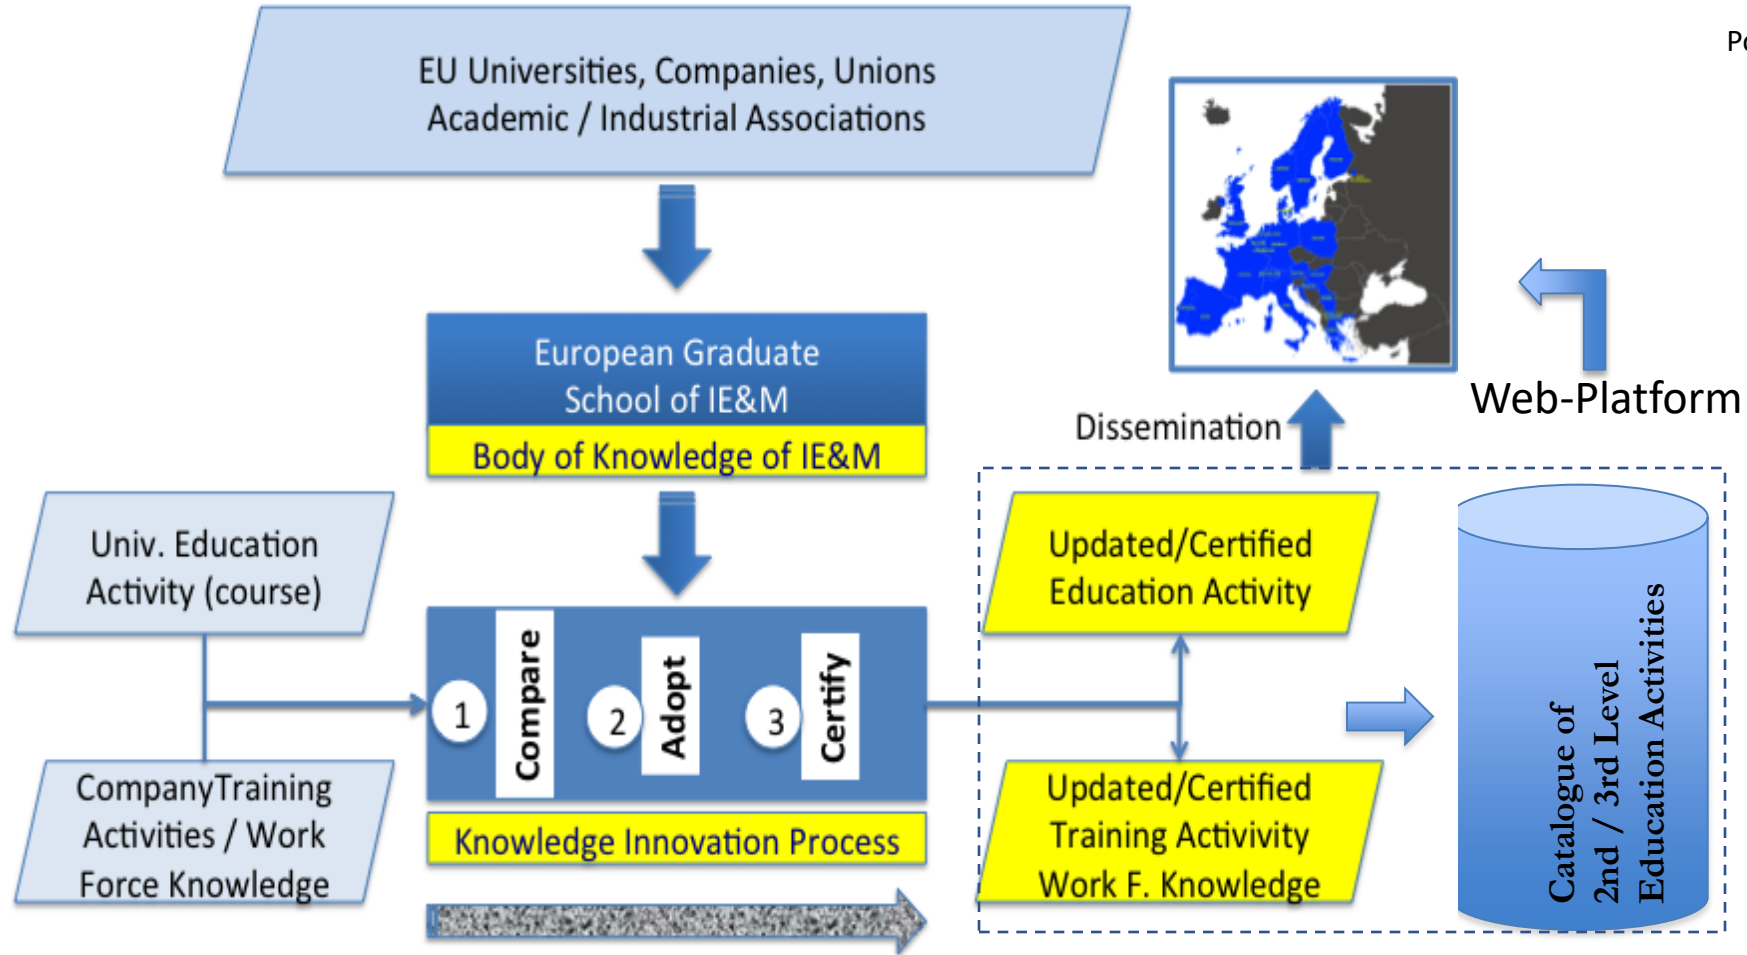 EU Universities, Companies, Unions
Academic / Industrial Associations
European Graduate
School of IE&M
Body of Knowledge of IE&M
Dissemination
Web-Platform
Univ. Education
Activity (course)
CompanyTraining
Activities / Work
Force Knowledge
1
Compare
2
Adopt
3
Certify
Knowledge Innovation Process
Updated/Certified
Education Activity
Updated/Certified
Training Activivity
Work F. Knowledge
Catalogue of
2nd / 3rd Level
Education Activities